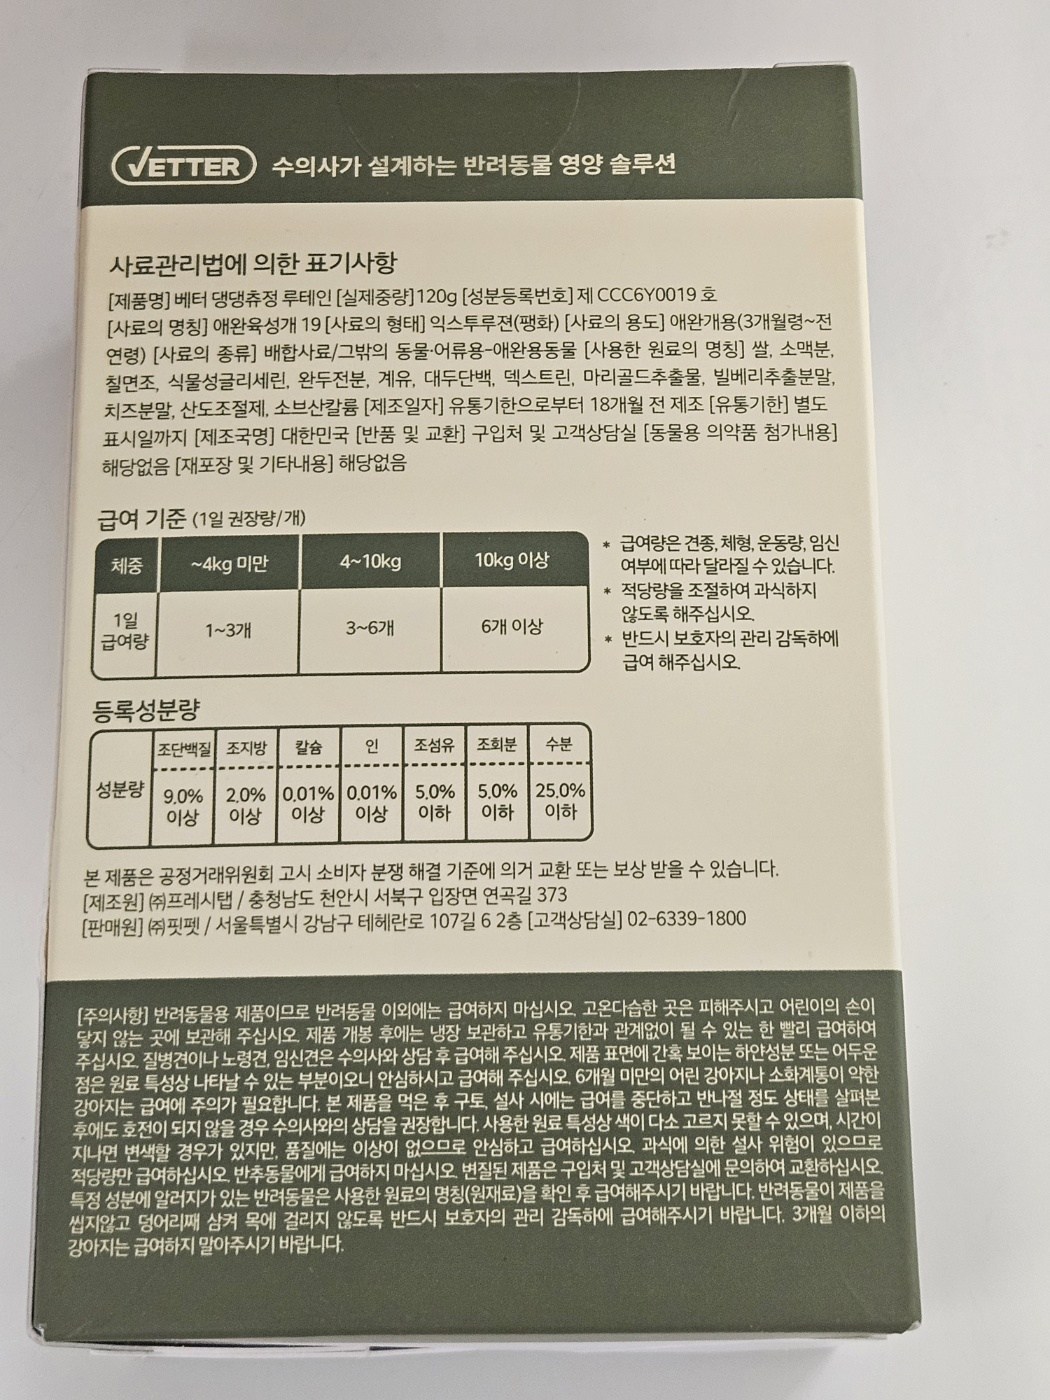 VETTER 수의사가 설계하는 반려동물 영양 솔루션
사료관리법에 의한 표기사항
[제품명] 베터 댕댕츄정 루테인 [실제중량]120g [성분등록번호] 제 CCC6Y0019 호
[사료의 명칭] 애완육성개 19 [사료의 형태] 익스투루젼(팽화) [사료의 용도] 애완개용(3개월령~전
연령) [사료의 종류] 배합사료/그밖의 동물·어류용-애완용동물 [사용한 원료의 명칭] 쌀, 소맥분,
칠면조, 식물성글리세린, 완두전분, 계유, 대두단백, 덱스트린, 마리골드추출물, 빌베리추출분말,
치즈분말, 산도조절제, 소브산칼륨 [제조일자] 유통기한으로부터 18개월 전 제조 [유통기한] 별도
표시일까지 [제조국명] 대한민국 [반품 및 교환] 구입처 및 고객상담실 [동물용 의약품 첨가내용]
해당없음 [재포장 및 기타내용] 해당없음
급여 기준 (1일 권장량/개)
체중 ~4kg 미만 4~10kg 10kg 이상
1일
급여량 1~3개 3~6개 6개 이상
* 급여량은 견종, 체형, 운동량, 임신
여부에 따라 달라질 수 있습니다.
* 적당량을 조절하여 과식하지
않도록 해주십시오.
* 반드시 보호자의 관리 감독하에
급여 해주십시오.
등록성분량
조단백질 조지방 칼슘 인 조섬유 조회분 수분
성분량 9.0% 2.0% 0.01% 0.01% 5.0% 5.0% 25.0%
이상 이상 이상 이상 이하 이하 이하
본 제품은 공정거래위원회 고시 소비자 분쟁 해결 기준에 의거 교환 또는 보상 받을 수 있습니다.
[제조원] ㈜프레시탭 / 충청남도 천안시 서북구 입장면 연곡길 373
[판매원] ㈜핏펫 / 서울특별시 강남구 테헤란로 107길 6 2층 [고객상담실] 02-6339-1800
[주의사항] 반려동물용 제품이므로 반려동물 이외에는 급여하지 마십시오. 고온다습한 곳은 피해주시고 어린이의 손이
닿지 않는 곳에 보관해 주십시오. 제품 개봉 후에는 냉장 보관하고 유통기한과 관계없이 될 수 있는 한 빨리 급여하여
주십시오. 질병견이나 노령견, 임신견은 수의사와 상담 후 급여해 주십시오. 제품 표면에 간혹 보이는 하얀성분 또는 어두운
점은 원료 특성상 나타날 수 있는 부분이오니 안심하시고 급여해 주십시오. 6개월 미만의 어린 강아지나 소화계통이 약한
강아지는 급여에 주의가 필요합니다. 본 제품을 먹은 후 구토, 설사 시에는 급여를 중단하고 반나절 정도 상태를 살펴본
후에도 호전이 되지 않을 경우 수의사와의 상담을 권장합니다. 사용한 원료 특성상 색이 다소 고르지 못할 수 있으며, 시간이
지나면 변색할 경우가 있지만, 품질에는 이상이 없으므로 안심하고 급여하십시오. 과식에 의한 설사 위험이 있으므로
적당량만 급여하십시오. 반추동물에게 급여하지 마십시오. 변질된 제품은 구입처 및 고객상담실에 문의하여 교환하십시오.
특정 성분에 알러지가 있는 반려동물은 사용한 원료의 명칭(원재료)을 확인 후 급여해주시기 바랍니다. 반려동물이 제품을
씹지않고 덩어리째 삼켜 목에 걸리지 않도록 반드시 보호자의 관리 감독하에 급여해주시기 바랍니다. 3개월 이하의
강아지는 급여하지 말아주시기 바랍니다.